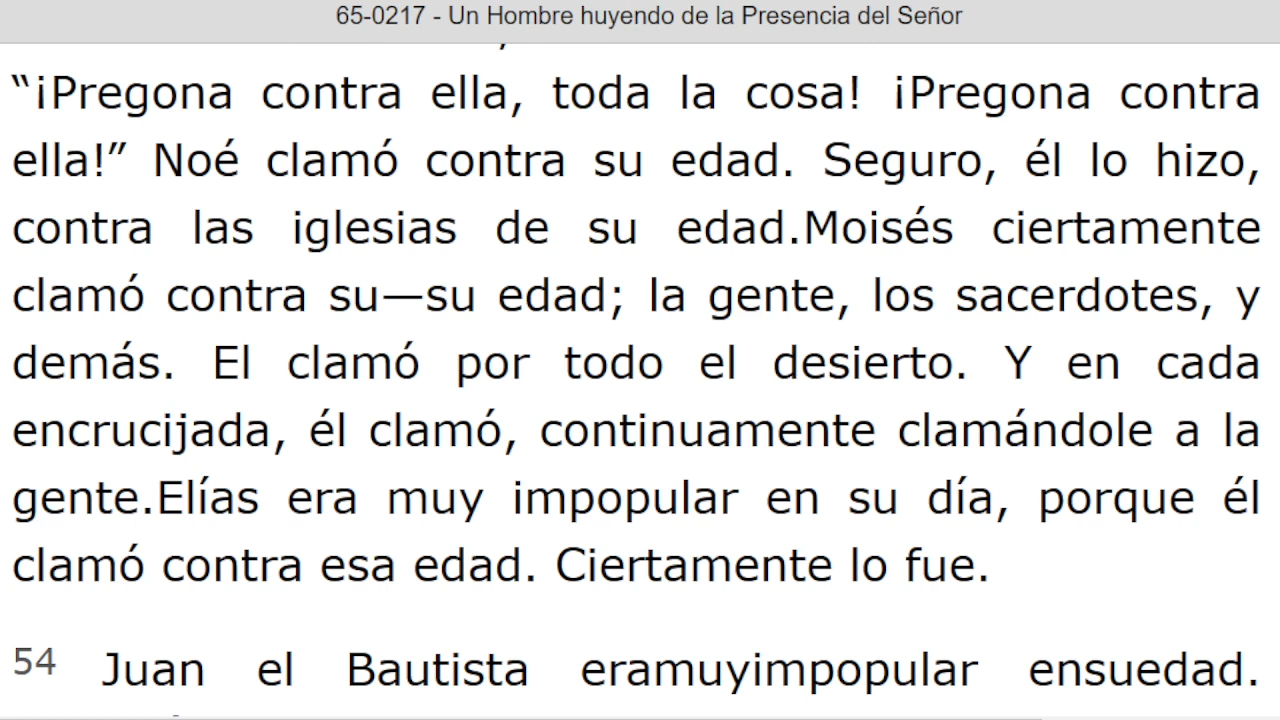 65-0217 - Un Hombre huyendo de la Presencia del Señor
“¡Pregona contra ella, toda la cosa! ¡Pregona contra
ella!” Noé clamó contra su edad. Seguro, él lo hizo,
contra las iglesias de su edad.Moisés ciertamente
clamó contra su—su edad; la gente, los sacerdotes, y
demás. El clamó por todo el desierto. Y en cada
encrucijada, él clamó, continuamente clamándole a la
gente.Elías era muy impopular en su día, porque él
clamó contra esa edad. Ciertamente lo fue.
54 Juan el Bautista eramuyimpopular ensuedad.